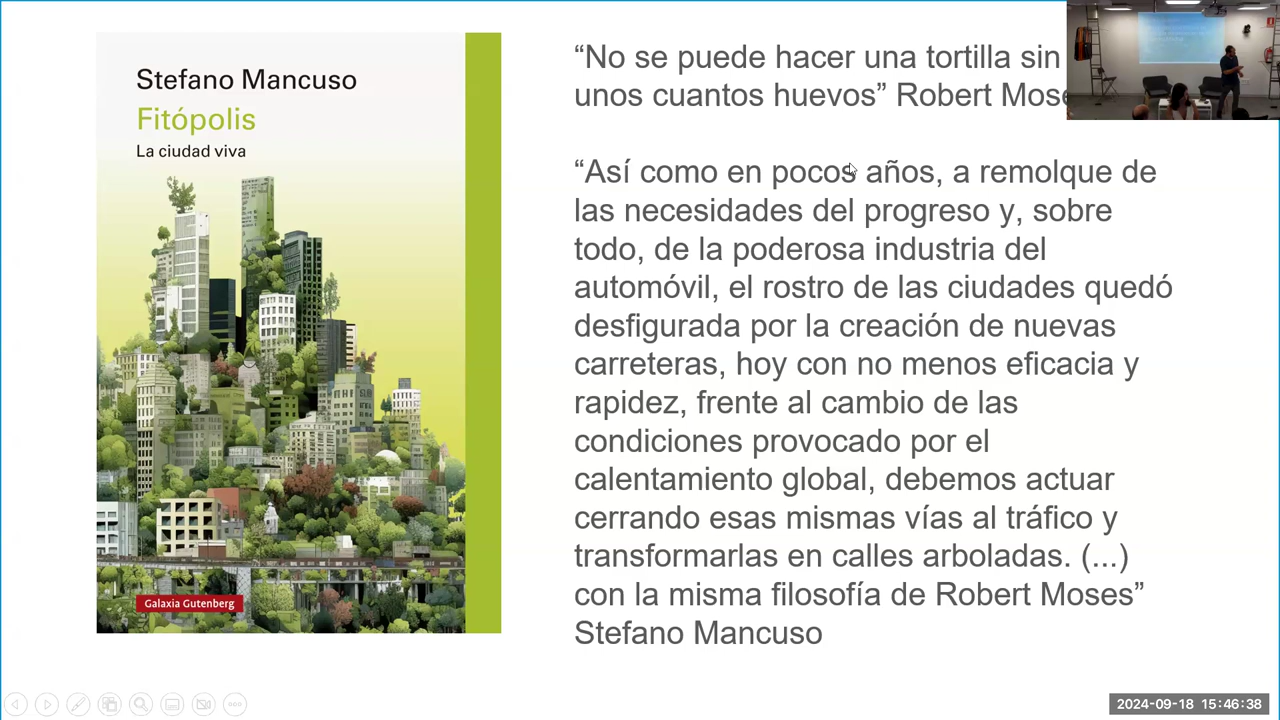 Stefano Mancuso
Fitópolis
La ciudad viva
Galaxia Gutenberg
“No se puede hacer una tortilla sin
unos cuantos huevos” Robert
“Así como en pocos años, a remolque de
las necesidades del progreso y, sobre
todo, de la poderosa industria del
automóvil, el rostro de las ciudades quedó
desfigurada por la creación de nuevas
carreteras, hoy con no menos eficacia y
rapidez, frente al cambio de las
condiciones provocado por el
calentamiento global, debemos actuar
cerrando esas mismas vías al tráfico y
transformarlas en calles arboladas. (...)
con la misma filosofía de Robert Moses”
Stefano Mancuso
2024-09-18 15:46:38